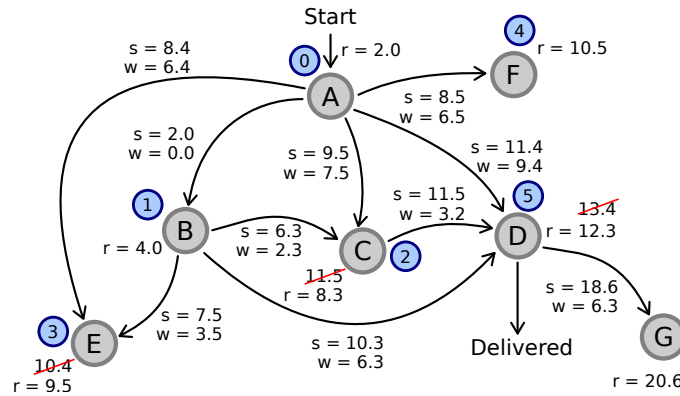 Start
4
s = 8.4
w = 6.4
0
r = 2.0
r = 10.5
F
A
s = 8.5
w = 6.5
s = 2.0
w = 0.0
s = 9.5
w = 7.5
s = 11.4
w = 9.4
1
5
s = 11.5
w = 3.2
13.4
r = 12.3
B
r = 4.0
s = 6.3
w = 2.3
C
2
D
11.5
r = 8.3
s = 18.6
w = 6.3
s = 7.5
w = 3.5
3
E
s = 10.3
w = 6.3
Delivered
G
10.4
r = 9.5
r = 20.6